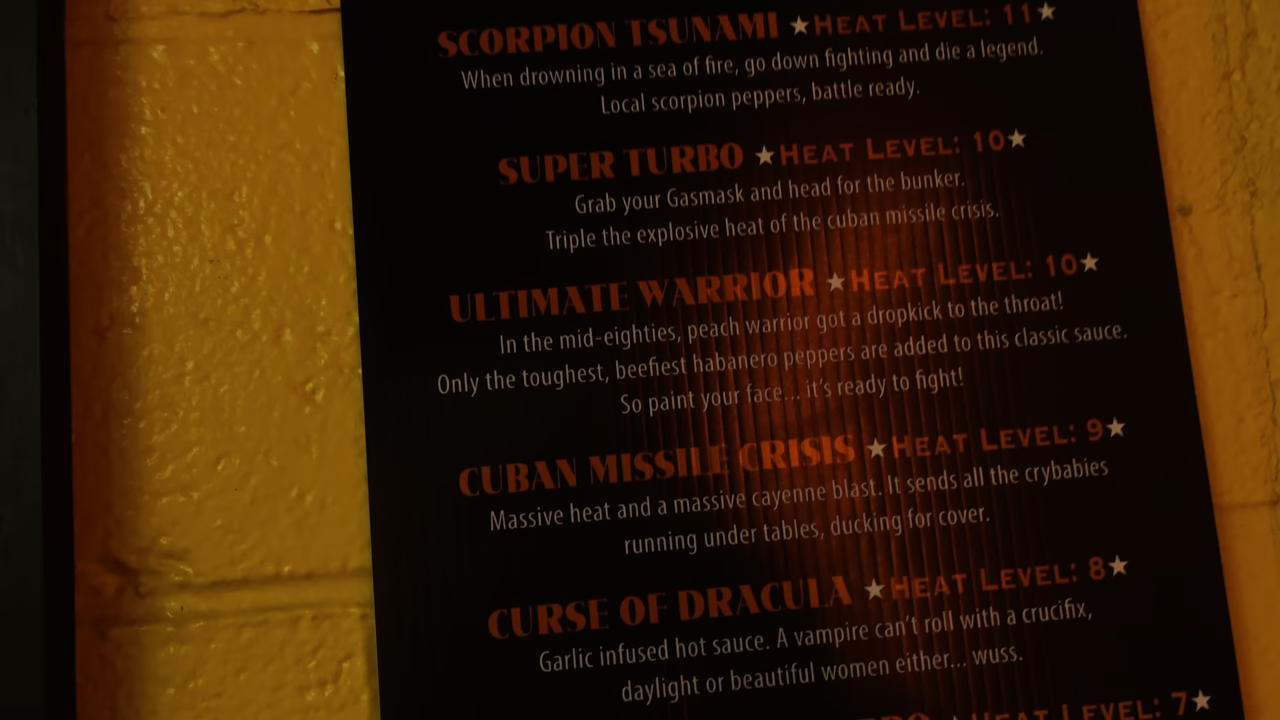 SCORPION TSUNAMI ★ HEAT LEVEL: 11 ★
When drowning in a sea of fire, go down fighting and die a legend.
Local scorpion peppers, battle ready.
SUPER TURBO ★ HEAT LEVEL: 10 ★
Grab your Gasmask and head for the bunker.
Triple the explosive heat of the cuban missile crisis.
ULTIMATE WARRIOR ★ HEAT LEVEL: 10 ★
In the mid-eighties, peach warrior got a dropkick to the throat!
Only the toughest, beefiest habanero peppers are added to this classic sauce.
So paint your face... it's ready to fight!
CUBAN MISSILE CRISIS ★ HEAT LEVEL: 9 ★
Massive heat and a massive cayenne blast. It sends all the crybabies
running under tables, ducking for cover.
CURSE OF DRACULA ★ HEAT LEVEL: 8 ★
Garlic infused hot sauce. A vampire can't roll with a crucifix,
daylight or beautiful women either... wuss.
HEAT LEVEL: 7 ★